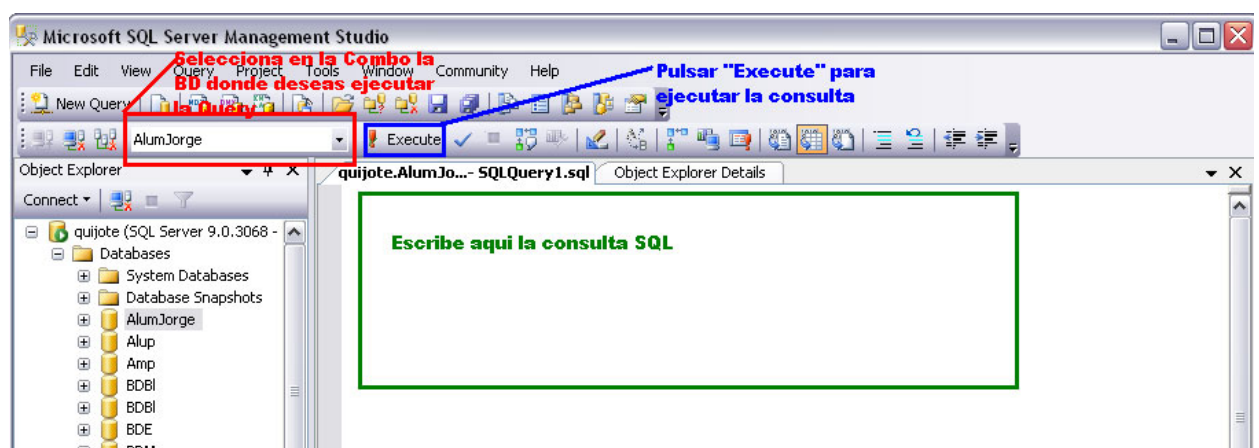 Microsoft SQL Server Management Studio
File Edit View Query Project Tools Window Community Help
Selecciona en la Combo la
BD donde deseas ejecutar
la Query
Pulsar "Execute" para
ejecutar la consulta
New Query
AlumJorge
Execute
Object Explorer
quijote.AlumJo...- SQLQuery1.sql
Object Explorer Details
Connect
Escribe aqui la consulta SQL
quijote (SQL Server 9.0.3068 -
Databases
System Databases
Database Snapshots
AlumJorge
Alup
Amp
BDBI
BDBI
BDE